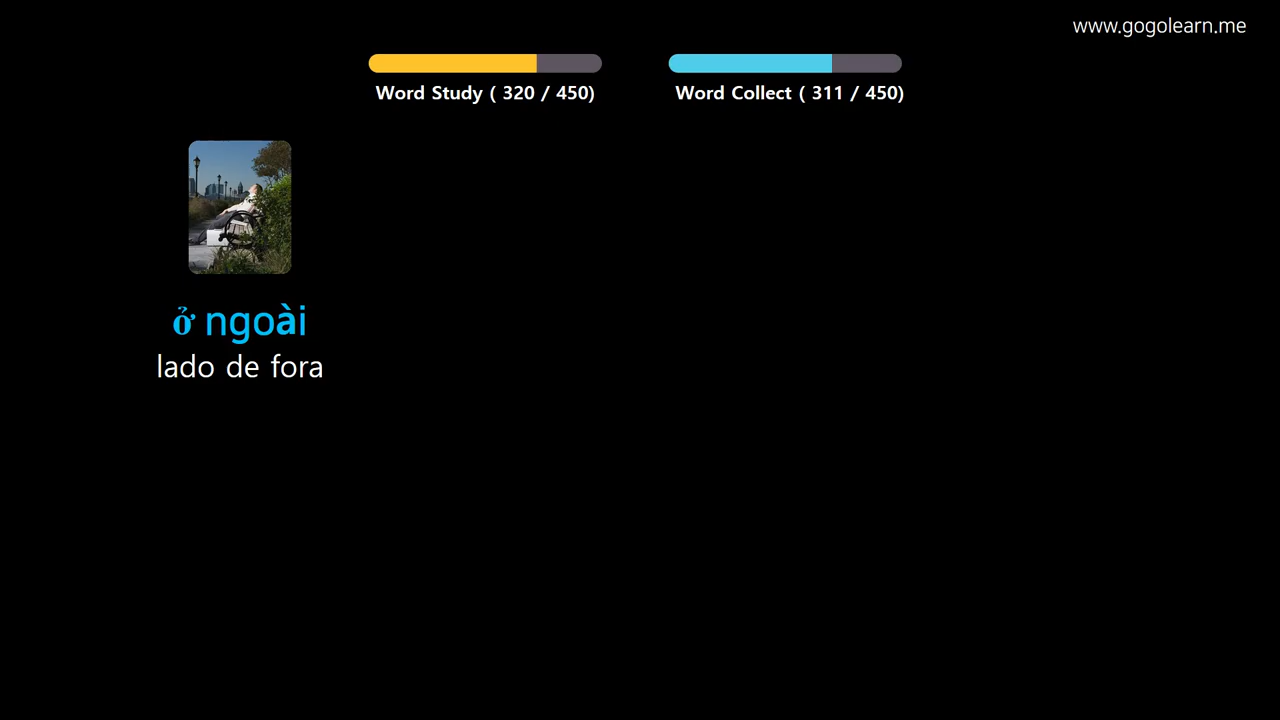 www.gogolearn.me
Word Study ( 320 / 450)
Word Collect ( 311 / 450)
ở ngoài
lado de fora